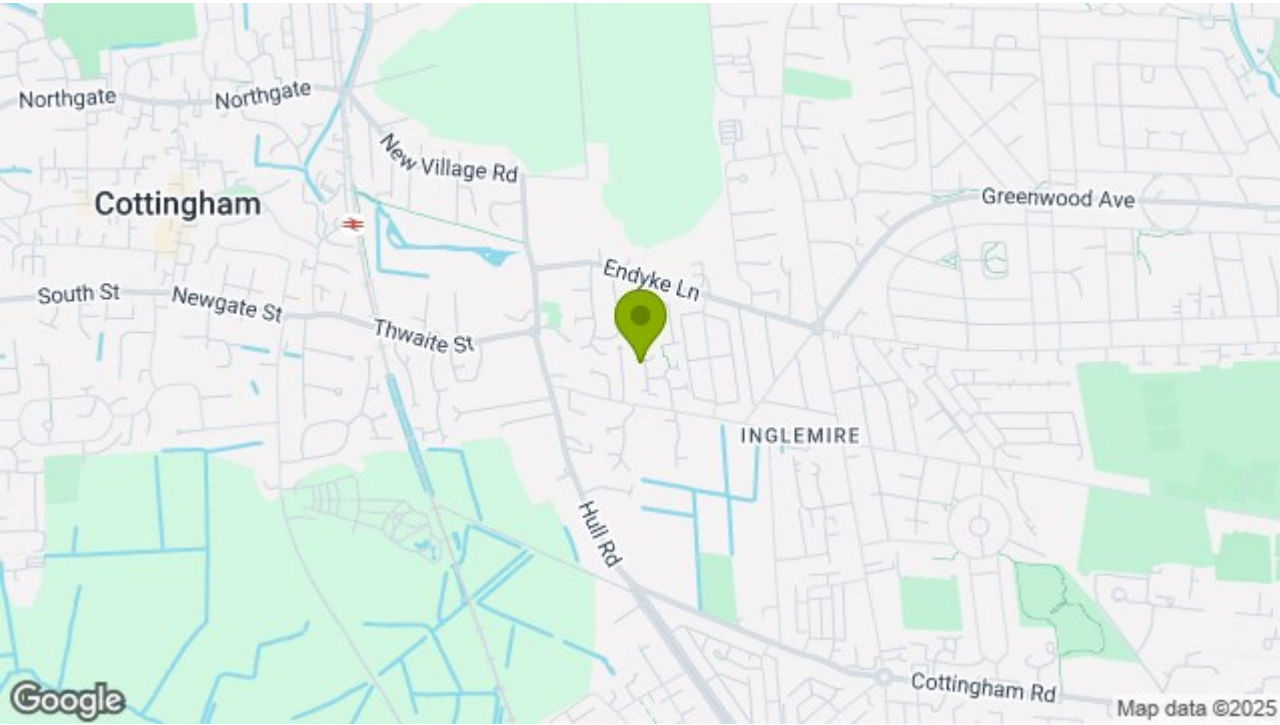 Northgate
Northgate
New Village Rd
Cottingham
Greenwood Ave
Endyke Ln
South St
Newgate St
Thwaite St
INGLEMIRE
Hull Rd
Cottingham Rd
Google
Map data ©2025